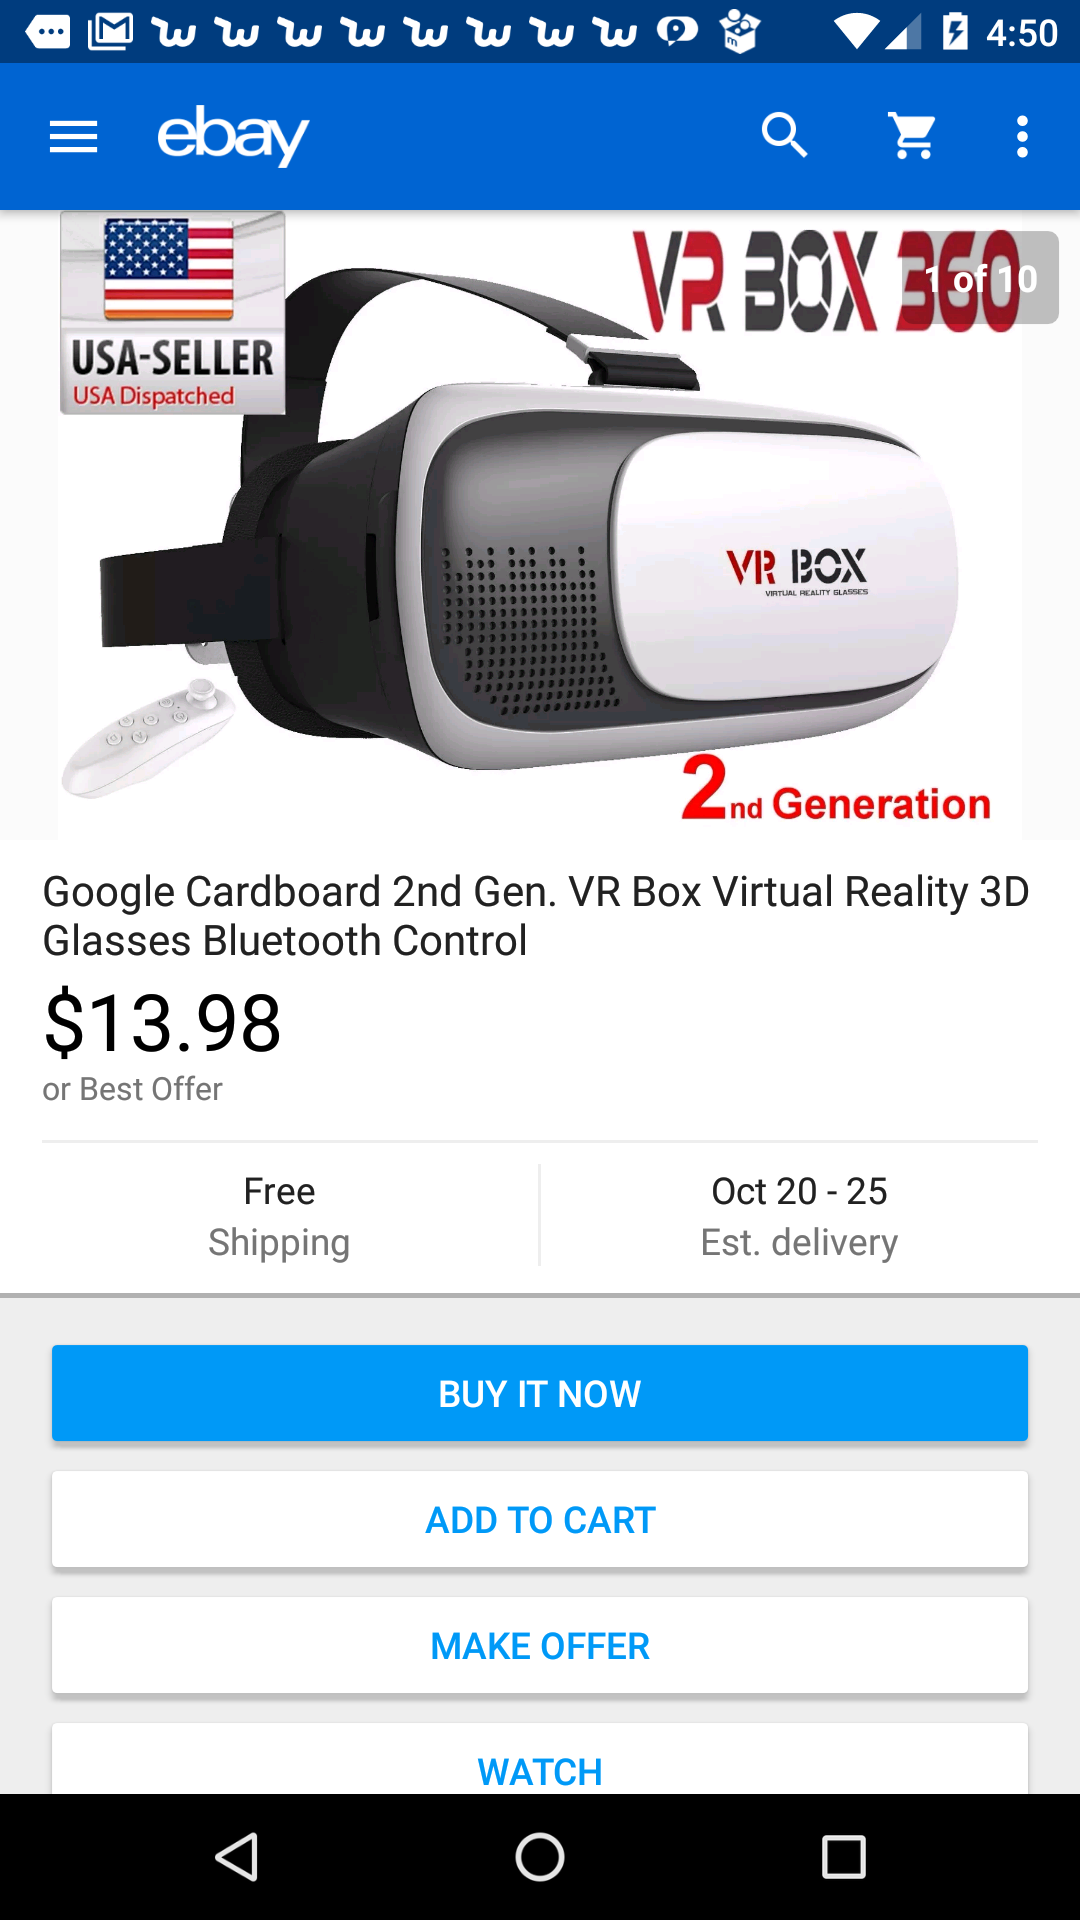 4:50
ebay
USA-SELLER
USA Dispatched
VR BOX 360
1 of 10
VR BOX
VIRTUAL REALITY GLASSES
2nd Generation
Google Cardboard 2nd Gen. VR Box Virtual Reality 3D
Glasses Bluetooth Control
$13.98
or Best Offer
Free
Shipping
Oct 20 - 25
Est. delivery
BUY IT NOW
ADD TO CART
MAKE OFFER
WATCH